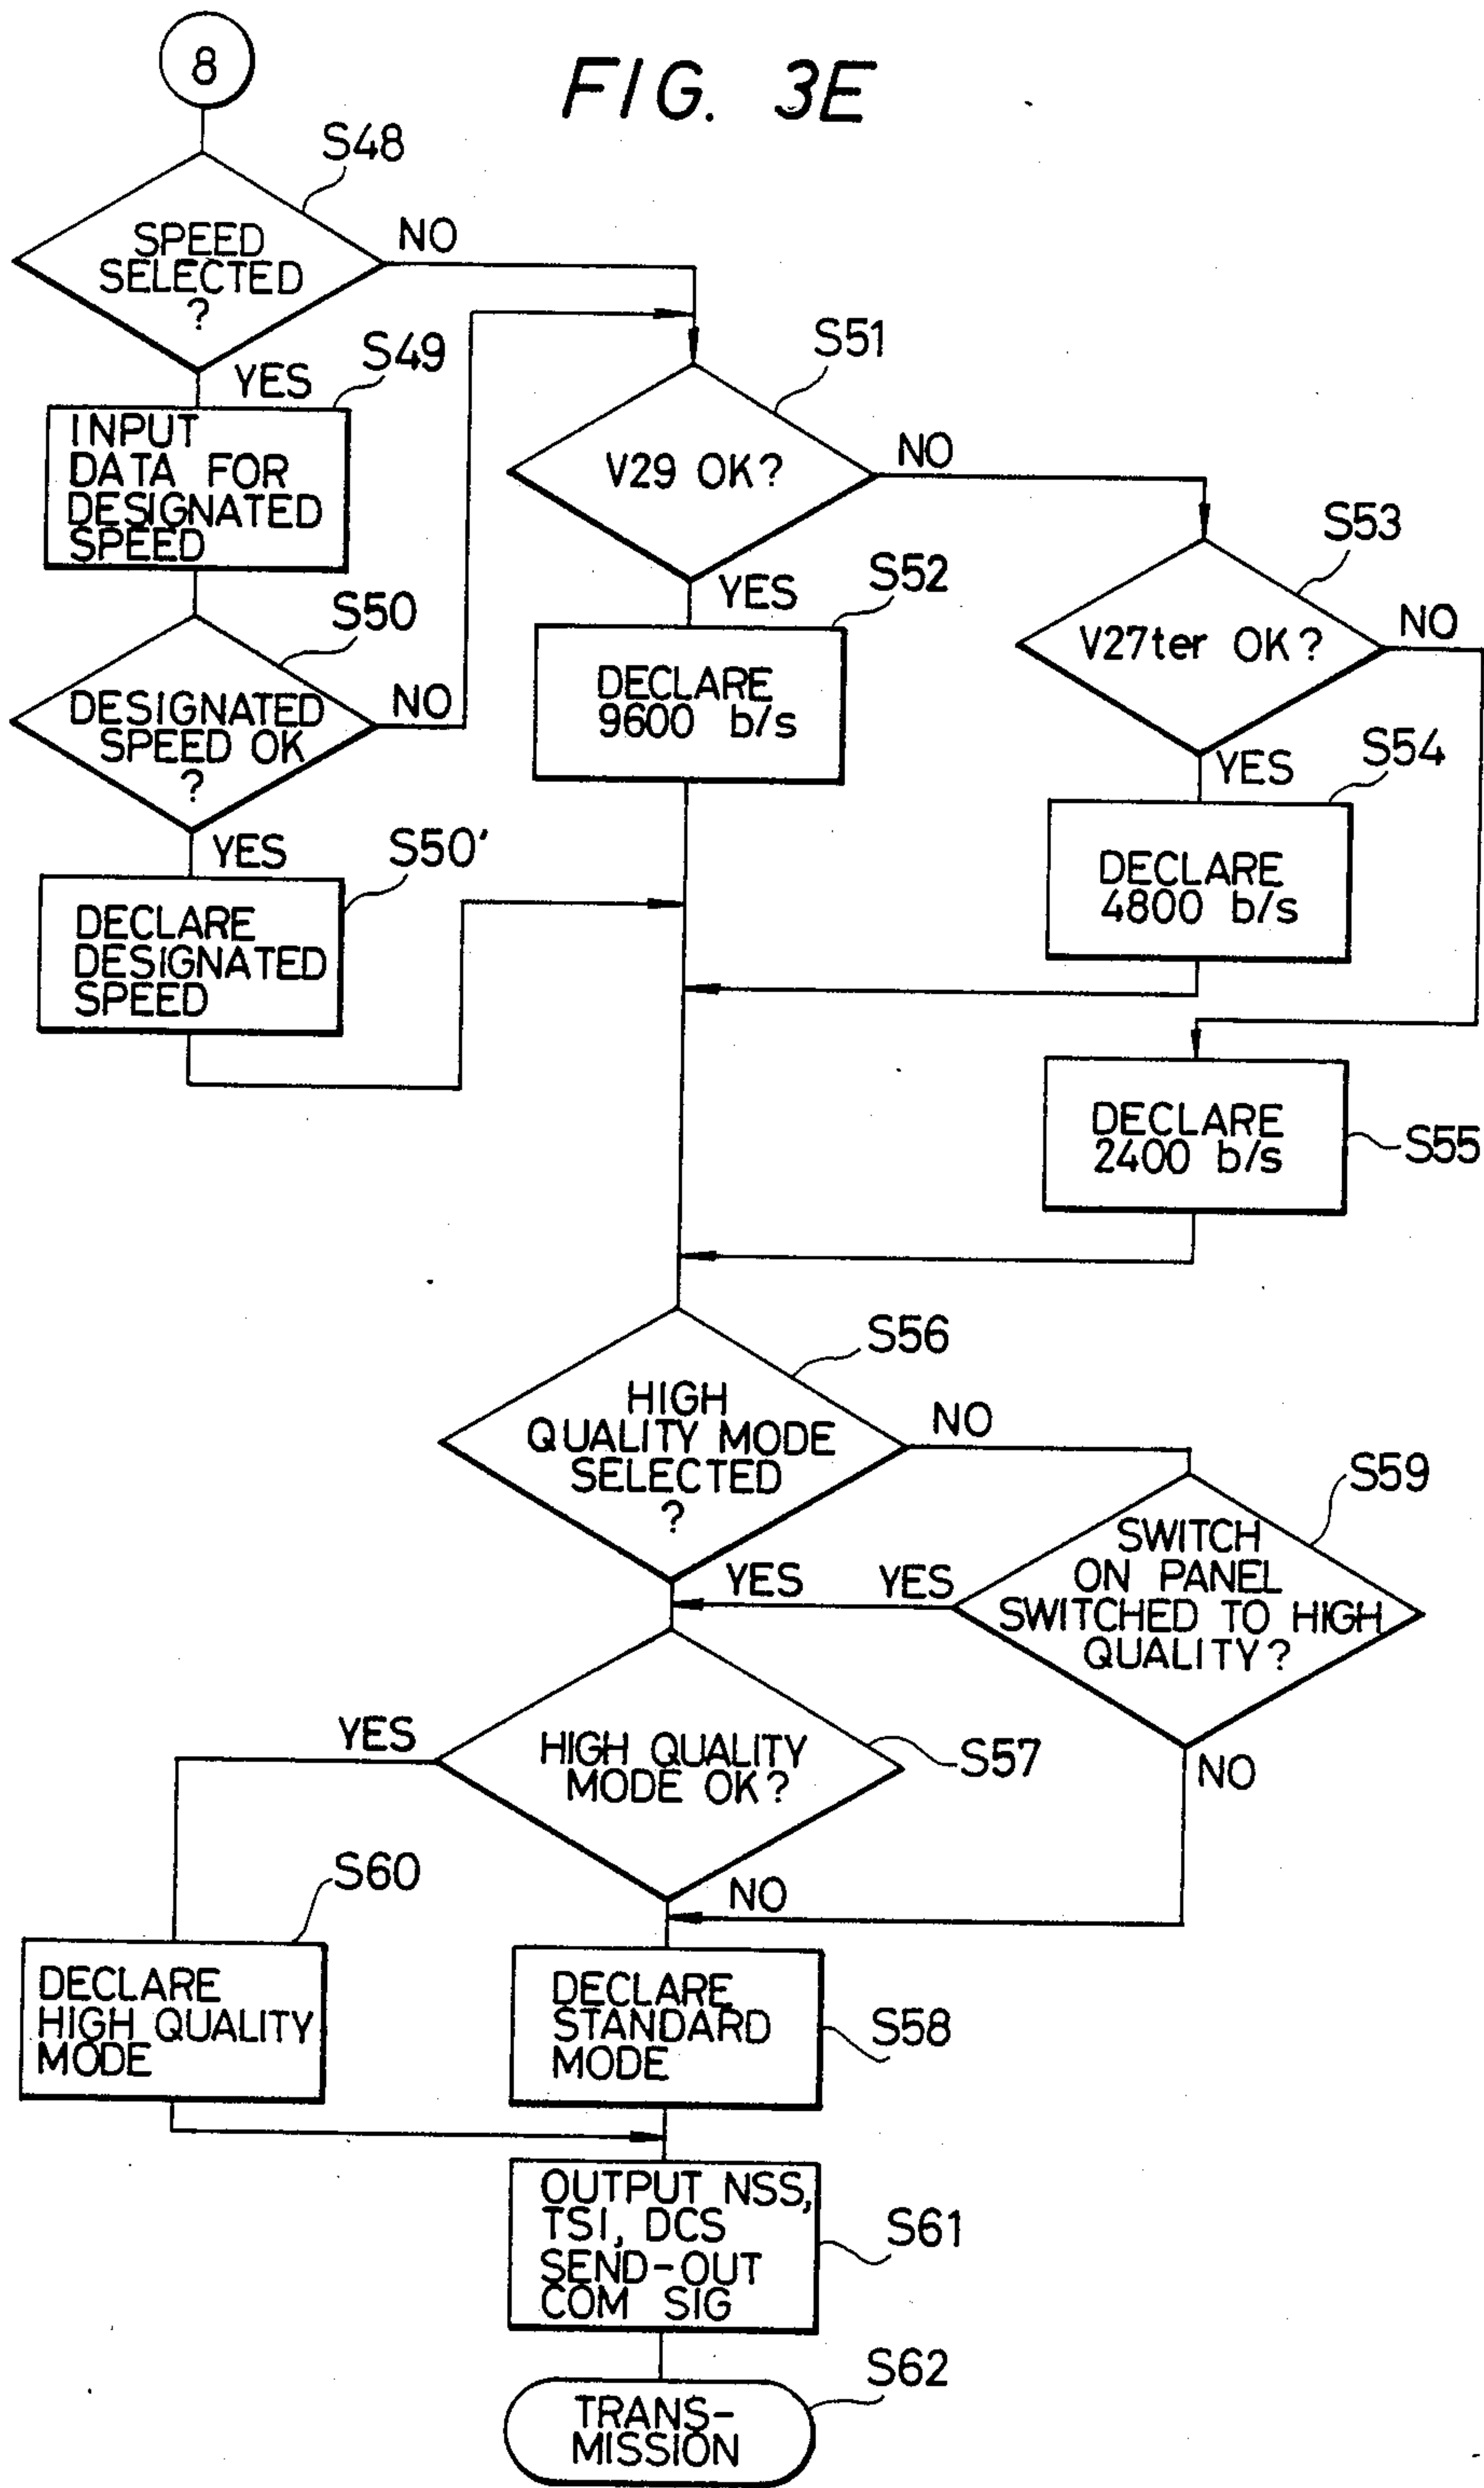 8
FIG. 3E
S48
SPEED
SELECTED
?
NO
YES
S49
INPUT
DATA FOR
DESIGNATED
SPEED
S50
DESIGNATED
SPEED OK
?
NO
YES
S50'
DECLARE
DESIGNATED
SPEED
S51
V29 OK?
NO
YES
S52
DECLARE
9600 b/s
S53
V27ter OK?
NO
YES
S54
DECLARE
4800 b/s
DECLARE
2400 b/s
S55
S56
HIGH
QUALITY MODE
SELECTED
?
NO
YES
S59
SWITCH
ON PANEL
SWITCHED TO HIGH
QUALITY?
YES
NO
HIGH QUALITY
MODE OK?
S57
YES
NO
S60
DECLARE
HIGH QUALITY
MODE
DECLARE
STANDARD
MODE
S58
OUTPUT NSS,
TSI, DCS
SEND-OUT
COM SIG
S61
S62
TRANS-
MISSION